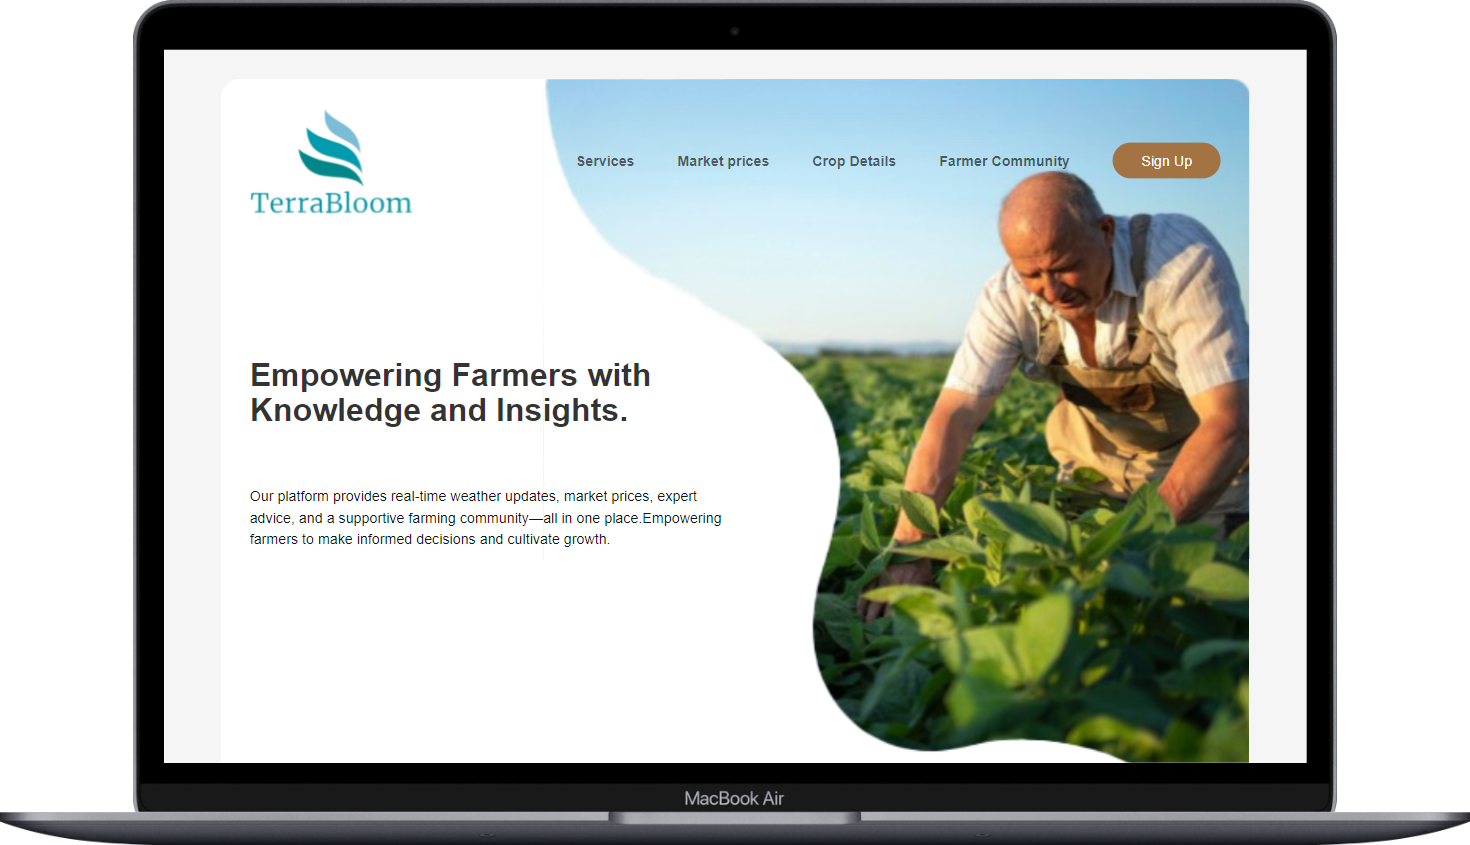 TerraBloom
Services
Market prices
Crop Details
Farmer Community
Sign Up
Empowering Farmers with
Knowledge and Insights.
Our platform provides real-time weather updates, market prices, expert
advice, and a supportive farming community—all in one place.Empowering
farmers to make informed decisions and cultivate growth.
MacBook Air